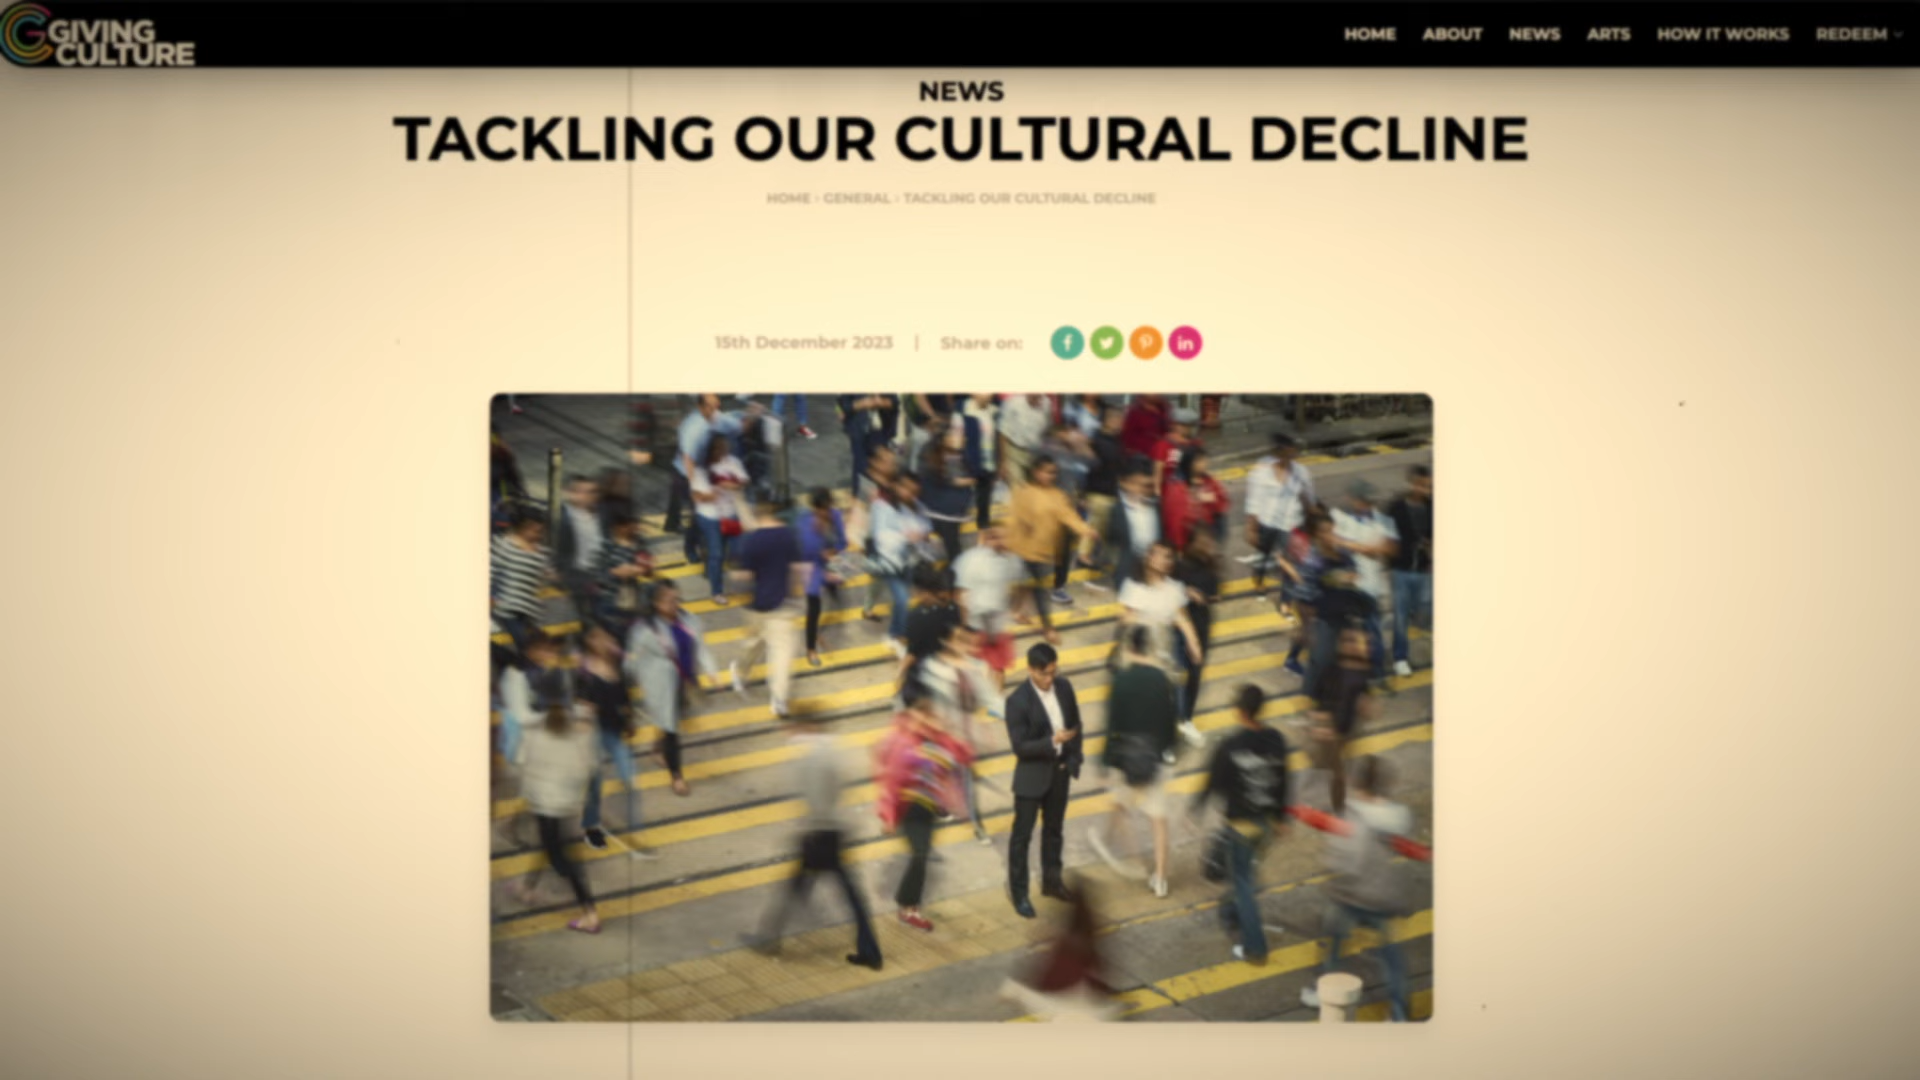 GIVING
CULTURE
HOME ABOUT NEWS ARTS HOW IT WORKS REDEEM
NEWS
TACKLING OUR CULTURAL DECLINE
HOME › GENERAL › TACKLING OUR CULTURAL DECLINE
15th December 2023 | Share on: